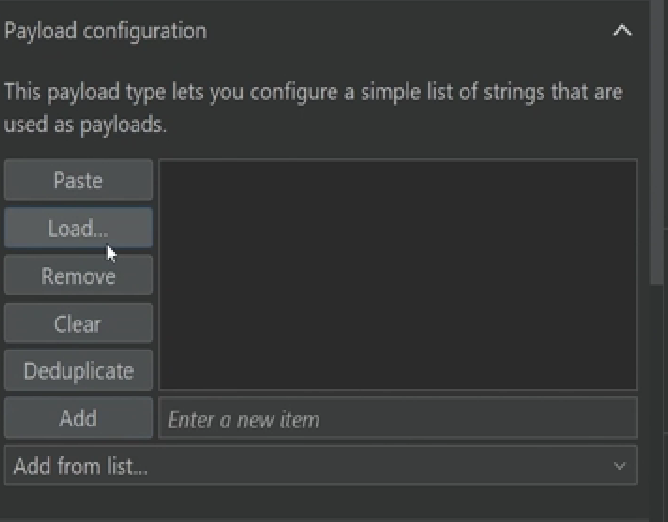 Payload configuration
This payload type lets you configure a simple list of strings that are
used as payloads.
Paste
Load...
Remove
Clear
Deduplicate
Add
Enter a new item
Add from list...